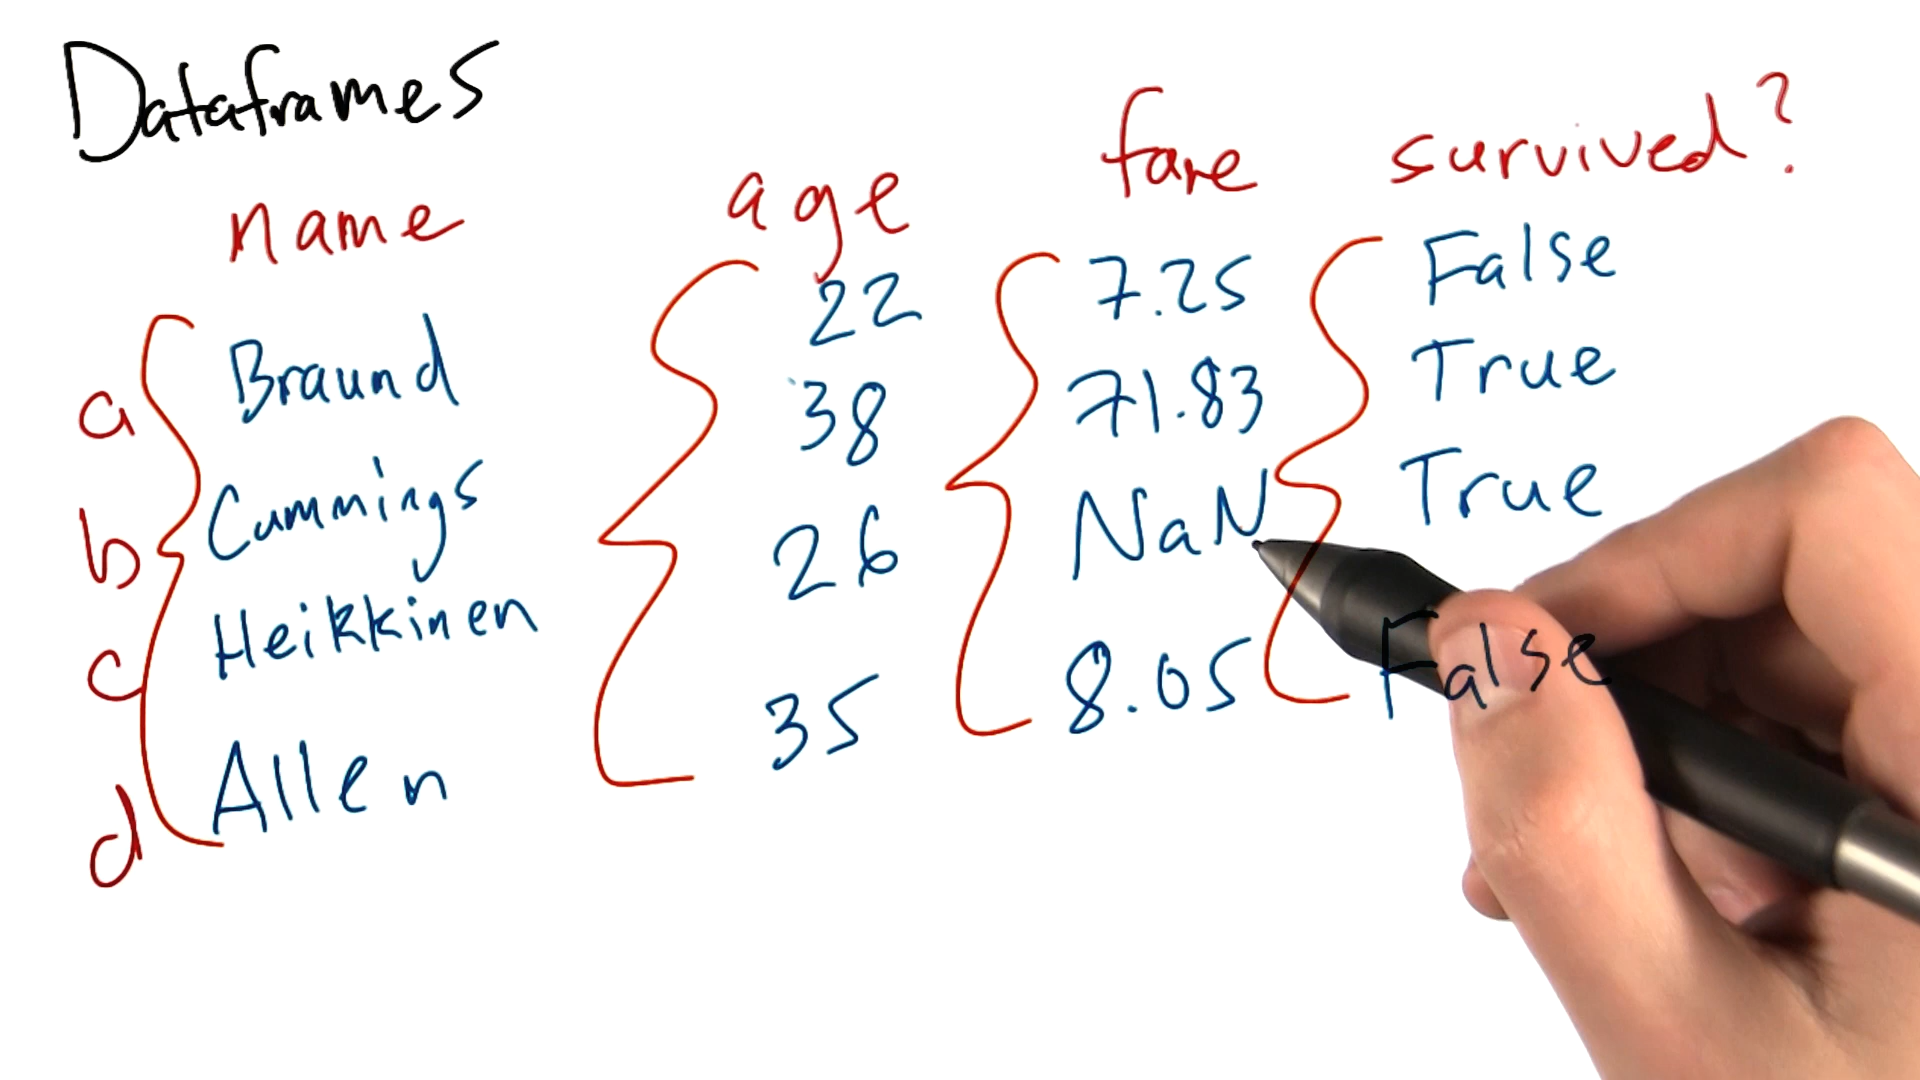 Dataframes
name age fare survived?
a Braund 22 7.25 False
b Cummings 38 71.83 True
c Heikkinen 26 NaN True
d Allen 35 8.05 False